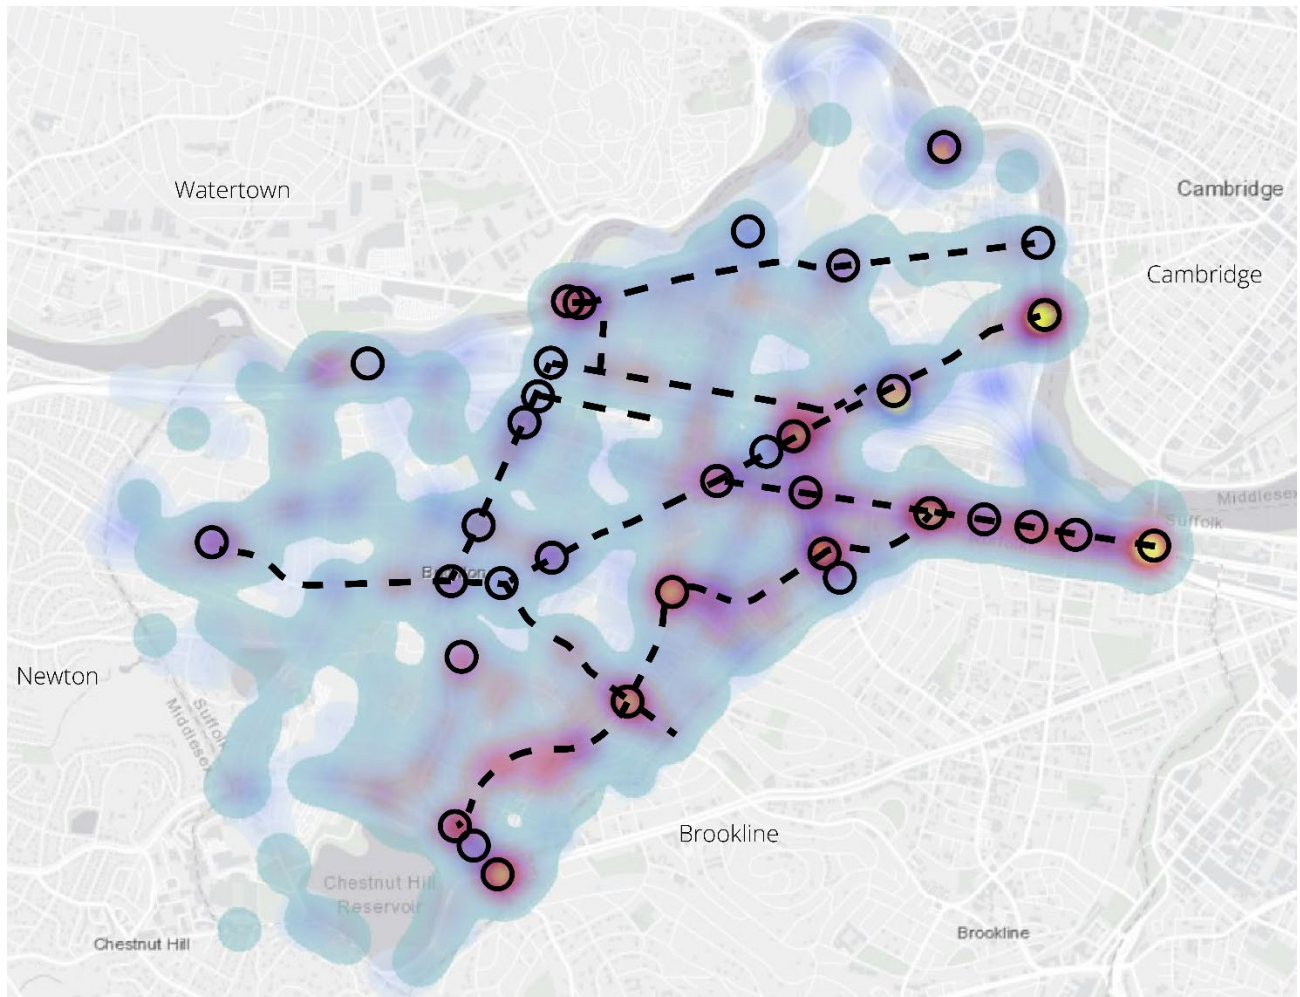 Watertown
Cambridge
Cambridge
Middlesex
Suffolk
Newton
Suffolk
Middlesex
Brookline
Chestnut Hill
Reservoir
Chestnut Hill
Brookline